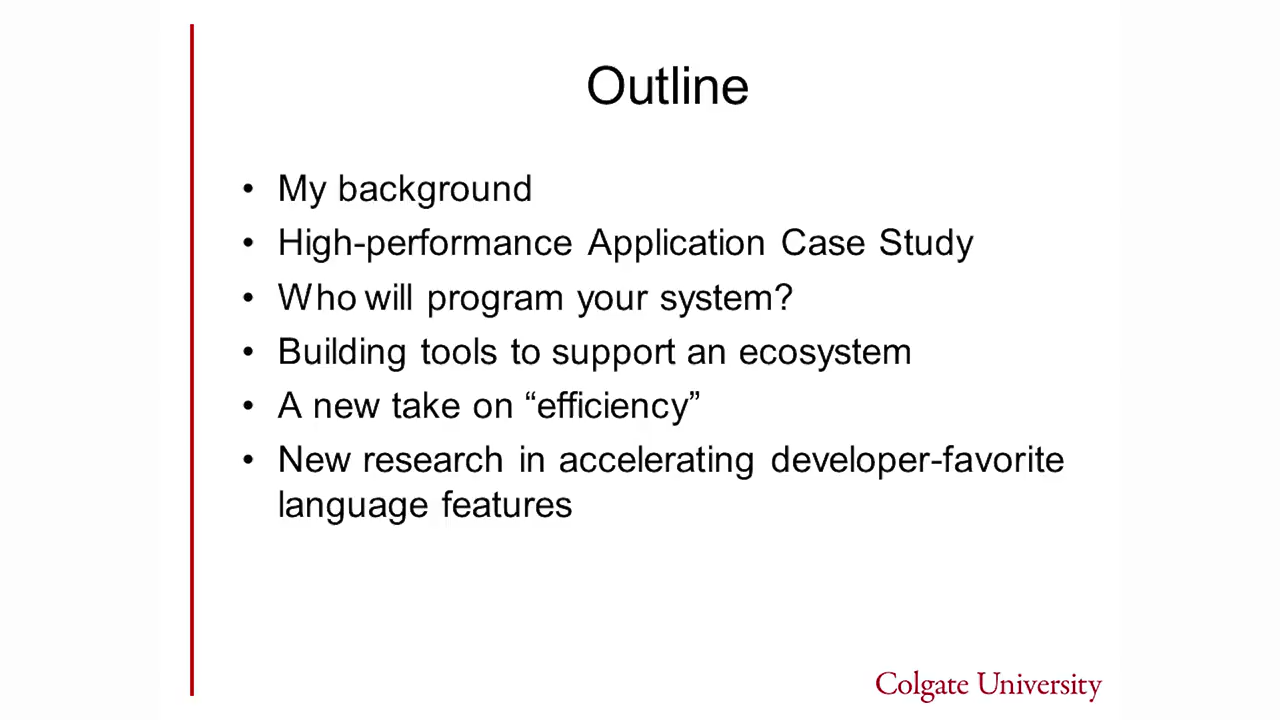 Outline
• My background
• High-performance Application Case Study
• Who will program your system?
• Building tools to support an ecosystem
• A new take on “efficiency”
• New research in accelerating developer-favorite
language features
Colgate University